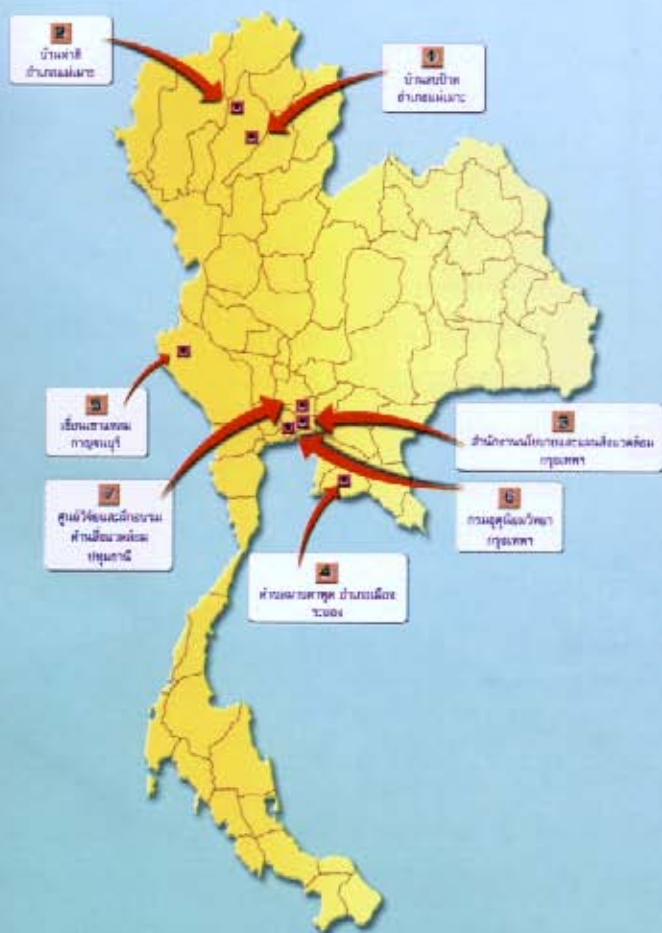 2
บ้านท่าสี
อำเภอแม่เมาะ
1
บ้านสบป้าด
อำเภอแม่เมาะ
5
เขื่อนเขาแหลม
กาญจนบุรี
3
สำนักงานนโยบายและแผนสิ่งแวดล้อม
กรุงเทพฯ
7
ศูนย์วิจัยและฝึกอบรม
ด้านสิ่งแวดล้อม
ปทุมธานี
6
กรมอุตุนิยมวิทยา
กรุงเทพฯ
4
ตำบลมาบตาพุด อำเภอเมือง
ระยอง